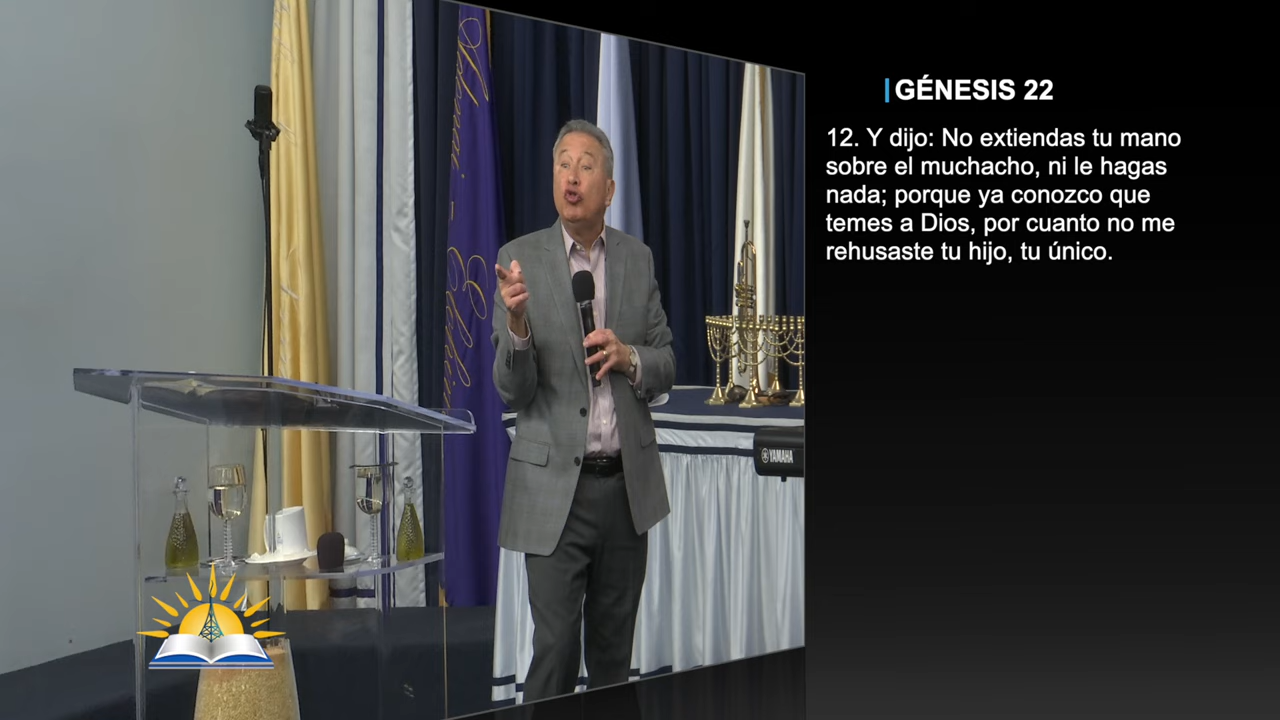 GÉNESIS 22
12. Y dijo: No extiendas tu mano
sobre el muchacho, ni le hagas
nada; porque ya conozco que
temes a Dios, por cuanto no me
rehusaste tu hijo, tu único.
YAMAHA